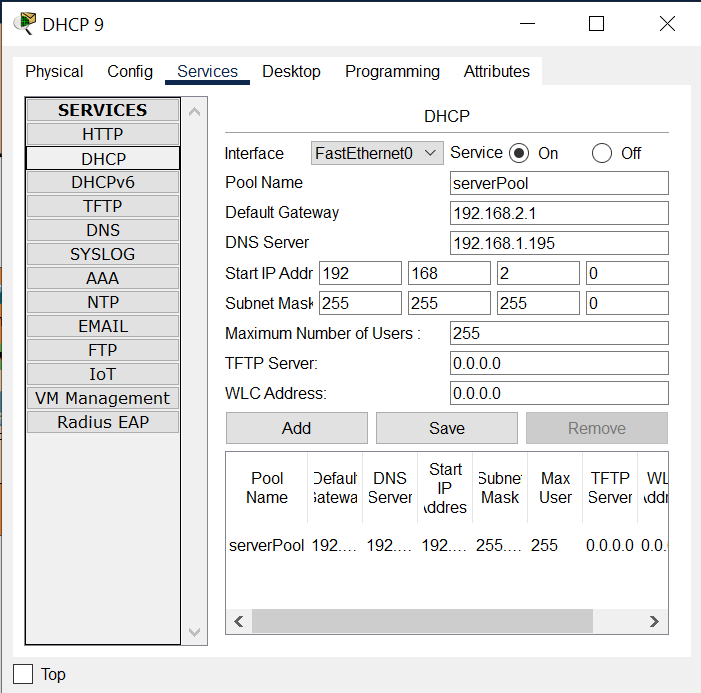 DHCP 9
Physical Config Services Desktop Programming Attributes
SERVICES
HTTP
DHCP
DHCPv6
TFTP
DNS
SYSLOG
AAA
NTP
EMAIL
FTP
IoT
VM Management
Radius EAP
DHCP
Interface FastEthernet0 Service On Off
Pool Name serverPool
Default Gateway 192.168.2.1
DNS Server 192.168.1.195
Start IP Addr 192 168 2 0
Subnet Mask 255 255 255 0
Maximum Number of Users : 255
TFTP Server: 0.0.0.0
WLC Address: 0.0.0.0
Add Save Remove
Pool Name Default Gatewa DNS Server Start IP Addres Subnet Mask Max User TFTP Server WL Addr
serverPool 192.... 192.... 192.... 255.... 255 0.0.0.0 0.0.
Top